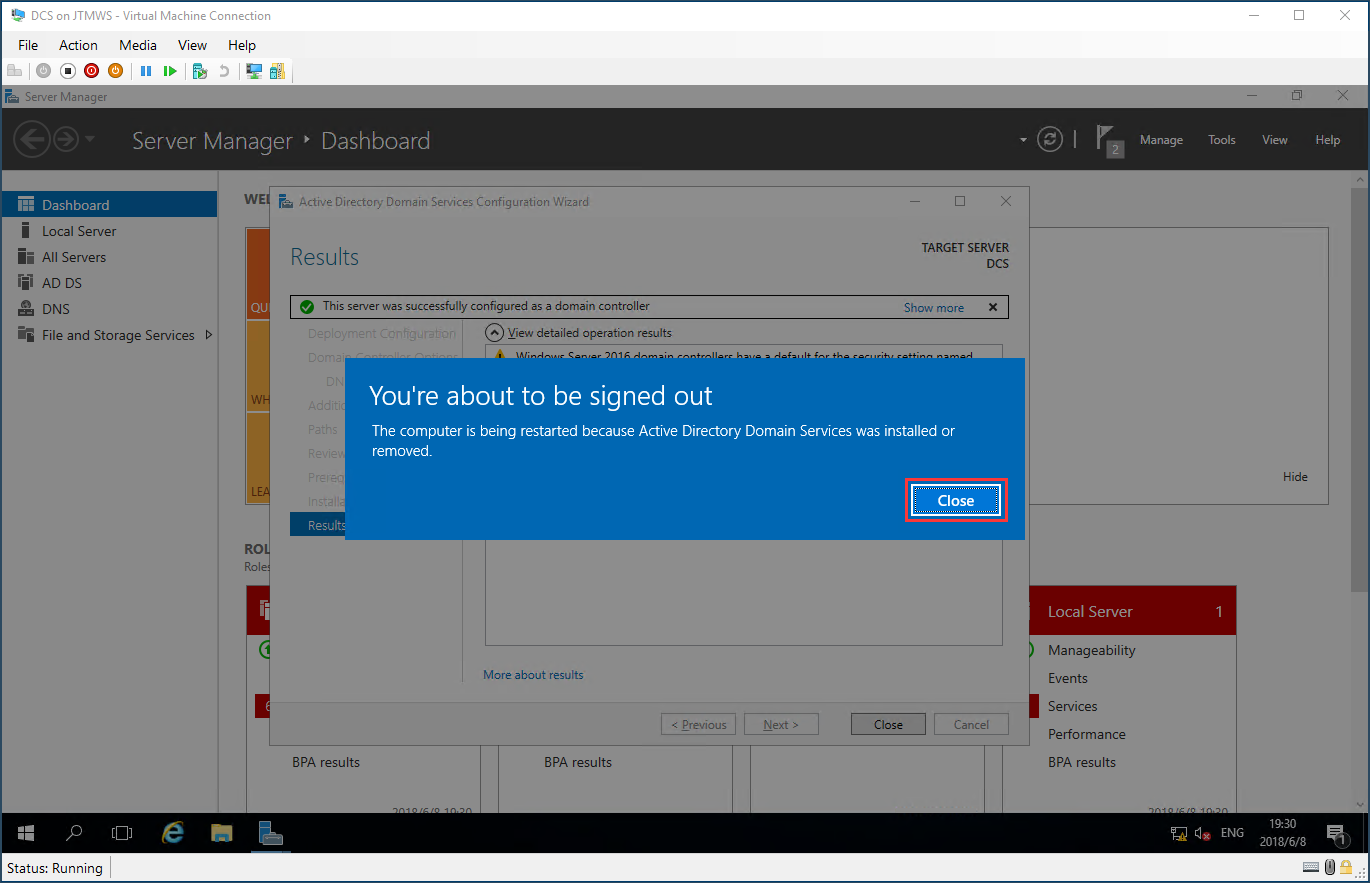 DCS on JTMWS - Virtual Machine Connection
File Action Media View Help
Server Manager
Server Manager Dashboard
2 Manage Tools View Help
Dashboard
Local Server
All Servers
AD DS
DNS
File and Storage Services
WEL
QU
WH
LEA
Active Directory Domain Services Configuration Wizard
Results
TARGET SERVER
DCS
This server was successfully configured as a domain controller
Show more
Deployment Configuration
Domain Controller Options
DN
Additio
Paths
Review
Prereq
Installa
Results
View detailed operation results
Windows Server 2016 domain controllers have a default for the security setting named
You're about to be signed out
The computer is being restarted because Active Directory Domain Services was installed or
removed.
Close
Hide
More about results
< Previous Next > Close Cancel
ROL
Roles
6
BPA results
2018/6/8 19:30
BPA results
Local Server 1
Manageability
Events
Services
Performance
BPA results
2018/6/8 19:30
ENG
19:30
2018/6/8
1
Status: Running